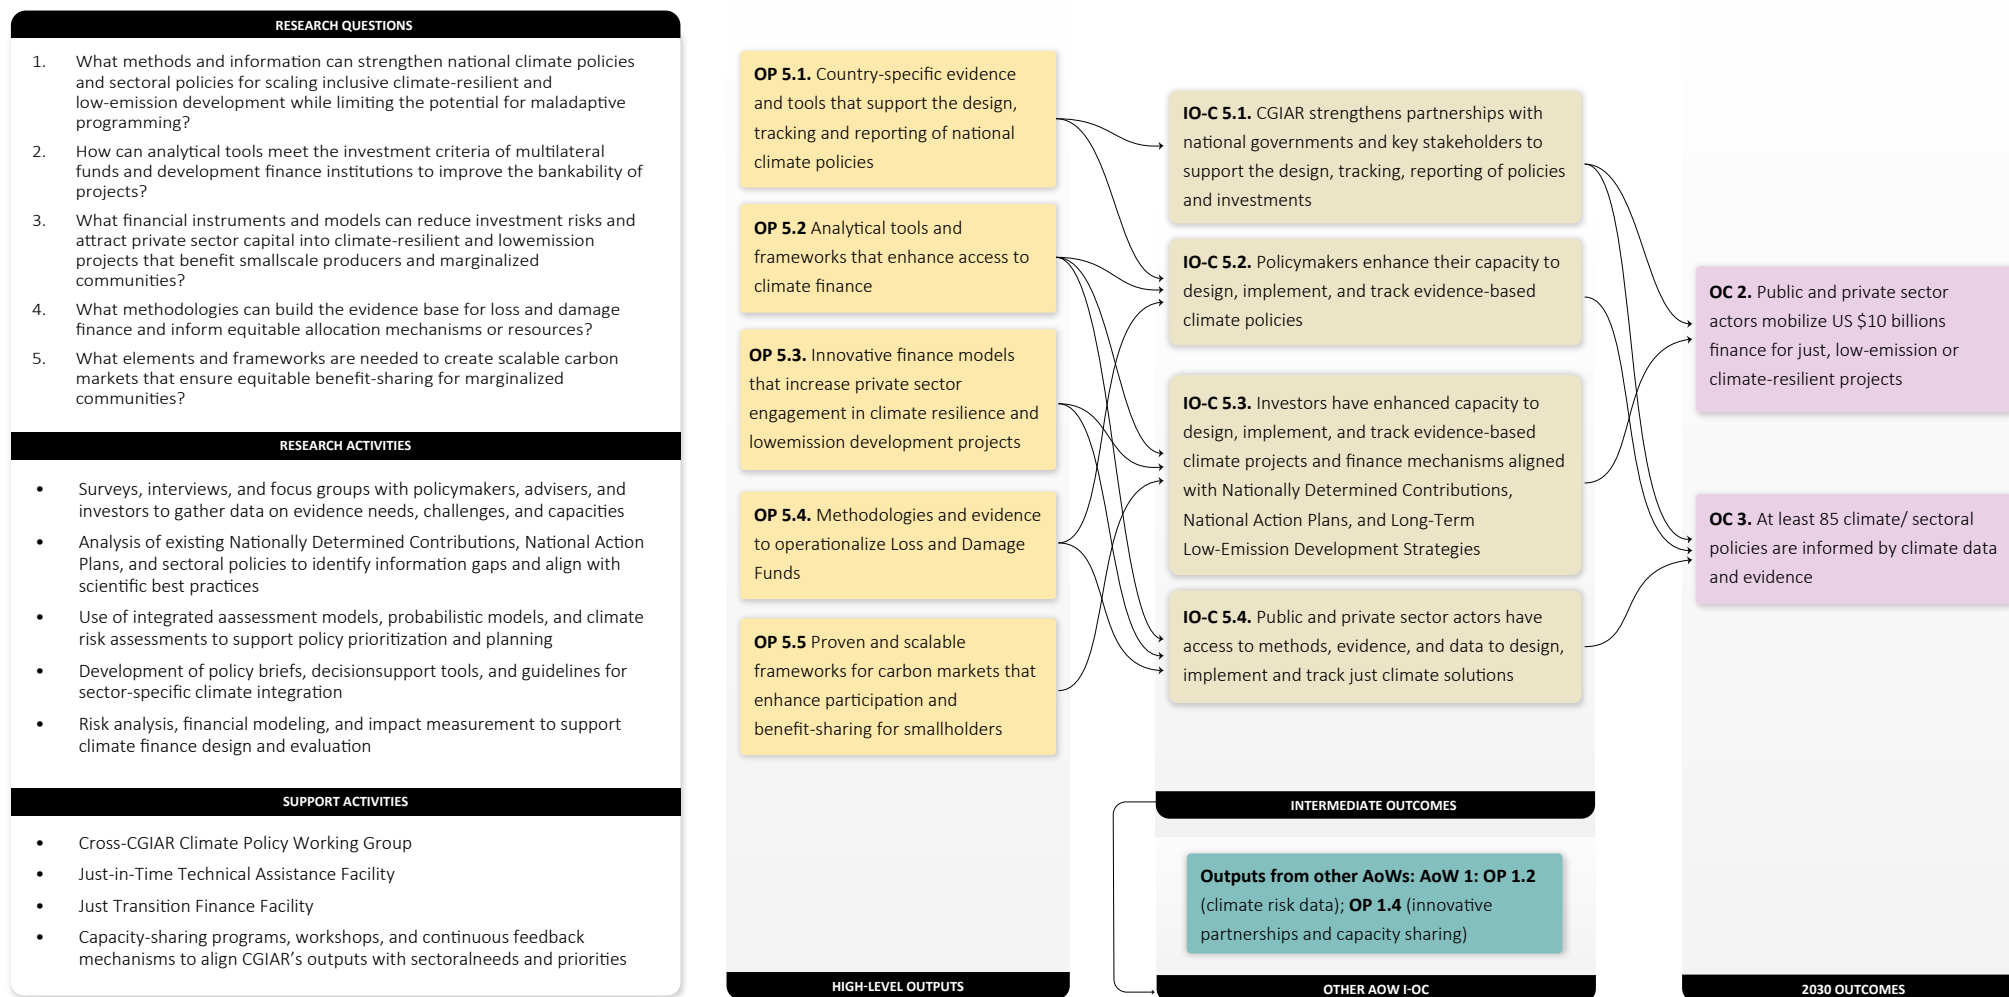 RESEARCH QUESTIONS
1. What methods and information can strengthen national climate policies
and sectoral policies for scaling inclusive climate-resilient and
low-emission development while limiting the potential for maladaptive
programming?
2. How can analytical tools meet the investment criteria of multilateral
funds and development finance institutions to improve the bankability of
projects?
3. What financial instruments and models can reduce investment risks and
attract private sector capital into climate-resilient and lowemission
projects that benefit smallscale producers and marginalized
communities?
4. What methodologies can build the evidence base for loss and damage
finance and inform equitable allocation mechanisms or resources?
5. What elements and frameworks are needed to create scalable carbon
markets that ensure equitable benefit-sharing for marginalized
communities?
RESEARCH ACTIVITIES
• Surveys, interviews, and focus groups with policymakers, advisers, and
investors to gather data on evidence needs, challenges, and capacities
• Analysis of existing Nationally Determined Contributions, National Action
Plans, and sectoral policies to identify information gaps and align with
scientific best practices
• Use of integrated aassessment models, probabilistic models, and climate
risk assessments to support policy prioritization and planning
• Development of policy briefs, decisionsupport tools, and guidelines for
sector-specific climate integration
• Risk analysis, financial modeling, and impact measurement to support
climate finance design and evaluation
SUPPORT ACTIVITIES
• Cross-CGIAR Climate Policy Working Group
• Just-in-Time Technical Assistance Facility
• Just Transition Finance Facility
• Capacity-sharing programs, workshops, and continuous feedback
mechanisms to align CGIAR's outputs with sectoralneeds and priorities
OP 5.1. Country-specific evidence
and tools that support the design,
tracking and reporting of national
climate policies
OP 5.2 Analytical tools and
frameworks that enhance access to
climate finance
OP 5.3. Innovative finance models
that increase private sector
engagement in climate resilience and
lowemission development projects
OP 5.4. Methodologies and evidence
to operationalize Loss and Damage
Funds
OP 5.5 Proven and scalable
frameworks for carbon markets that
enhance participation and
benefit-sharing for smallholders
HIGH-LEVEL OUTPUTS
IO-C 5.1. CGIAR strengthens partnerships with
national governments and key stakeholders to
support the design, tracking, reporting of policies
and investments
IO-C 5.2. Policymakers enhance their capacity to
design, implement, and track evidence-based
climate policies
IO-C 5.3. Investors have enhanced capacity to
design, implement, and track evidence-based
climate projects and finance mechanisms aligned
with Nationally Determined Contributions,
National Action Plans, and Long-Term
Low-Emission Development Strategies
IO-C 5.4. Public and private sector actors have
access to methods, evidence, and data to design,
implement and track just climate solutions
INTERMEDIATE OUTCOMES
Outputs from other AoWs: AoW 1: OP 1.2
(climate risk data); OP 1.4 (innovative
partnerships and capacity sharing)
OTHER AOW I-OC
OC 2. Public and private sector
actors mobilize US $10 billions
finance for just, low-emission or
climate-resilient projects
OC 3. At least 85 climate/ sectoral
policies are informed by climate data
and evidence
2030 OUTCOMES